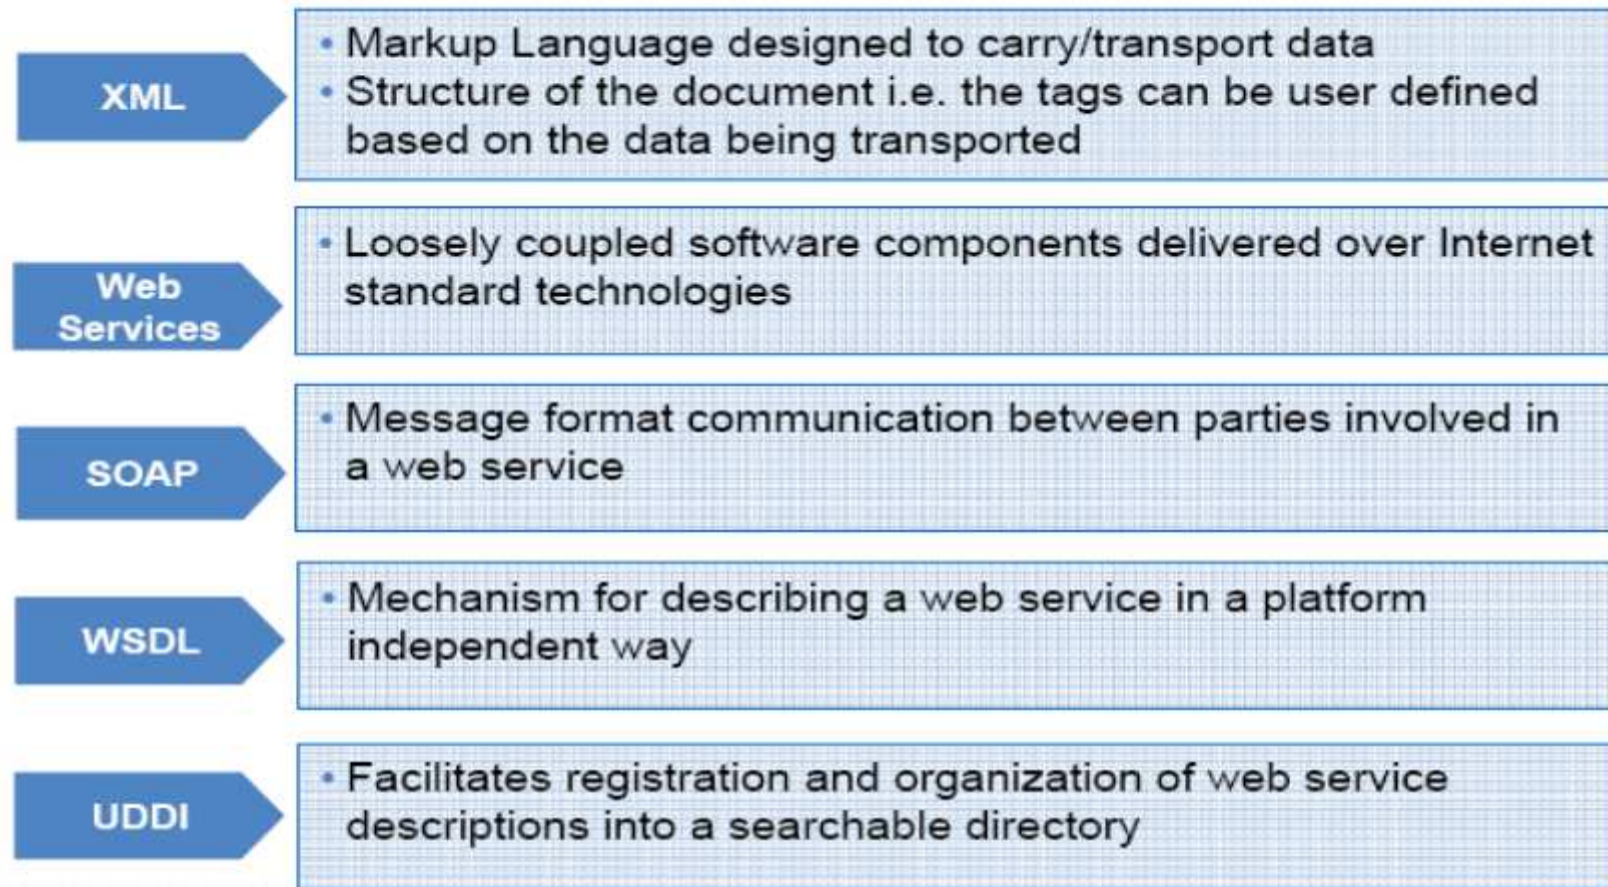 XML
• Markup Language designed to carry/transport data
• Structure of the document i.e. the tags can be user defined
based on the data being transported
Web
Services
• Loosely coupled software components delivered over Internet
standard technologies
SOAP
• Message format communication between parties involved in
a web service
WSDL
• Mechanism for describing a web service in a platform
independent way
UDDI
• Facilitates registration and organization of web service
descriptions into a searchable directory